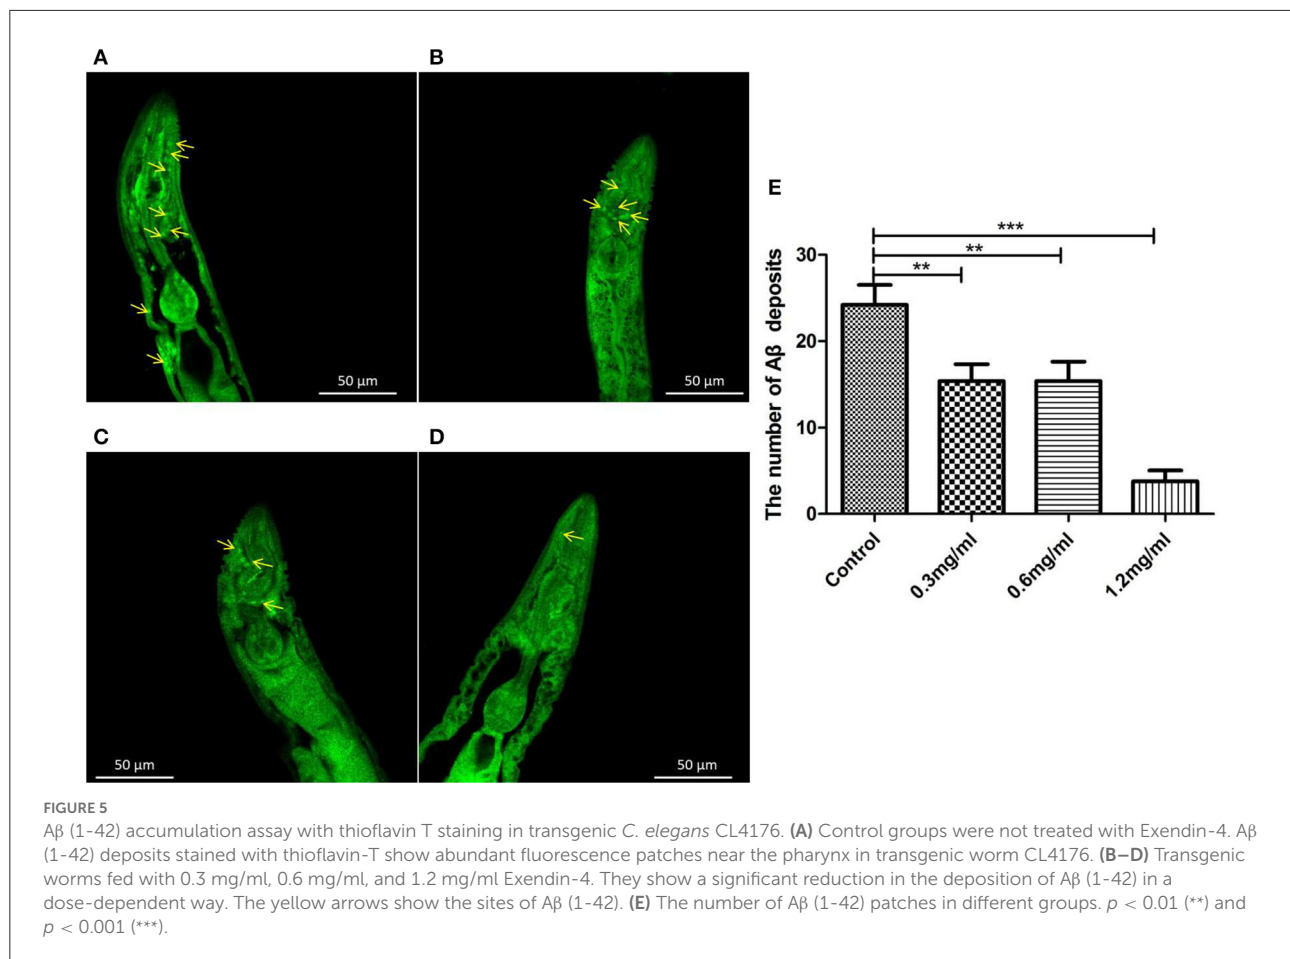 A
B
50 µm
50 µm
C
D
50 µm
50 µm
E
***
**
**
The number of Aβ deposits
30
20
10
0
Control
0.3mg/ml
0.6mg/ml
1.2mg/ml
FIGURE 5
Aβ (1-42) accumulation assay with thioflavin T staining in transgenic C. elegans CL4176. (A) Control groups were not treated with Exendin-4. Aβ
(1-42) deposits stained with thioflavin-T show abundant fluorescence patches near the pharynx in transgenic worm CL4176. (B–D) Transgenic
worms fed with 0.3 mg/ml, 0.6 mg/ml, and 1.2 mg/ml Exendin-4. They show a significant reduction in the deposition of Aβ (1-42) in a
dose-dependent way. The yellow arrows show the sites of Aβ (1-42). (E) The number of Aβ (1-42) patches in different groups. p < 0.01 (**) and
p < 0.001 (***).